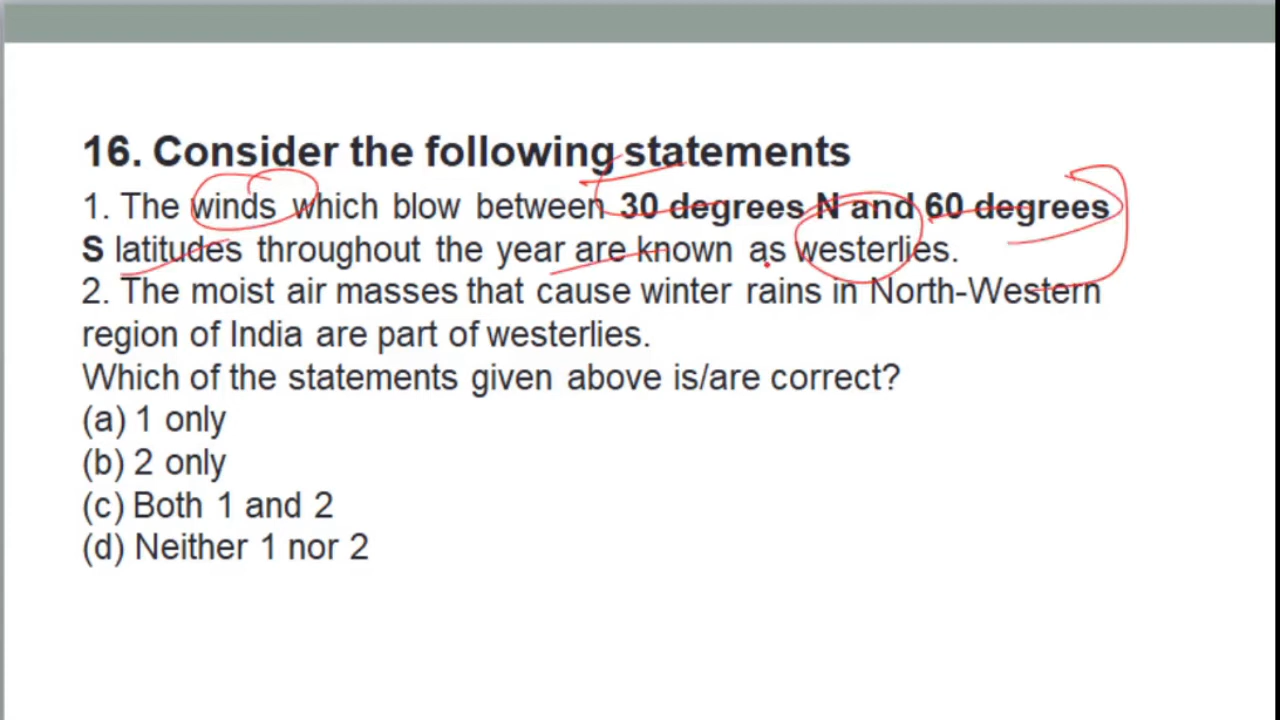 16. Consider the following statements
1. The winds which blow between 30 degrees N and 60 degrees
S latitudes throughout the year are known as westerlies.
2. The moist air masses that cause winter rains in North-Western
region of India are part of westerlies.
Which of the statements given above is/are correct?
(a) 1 only
(b) 2 only
(c) Both 1 and 2
(d) Neither 1 nor 2